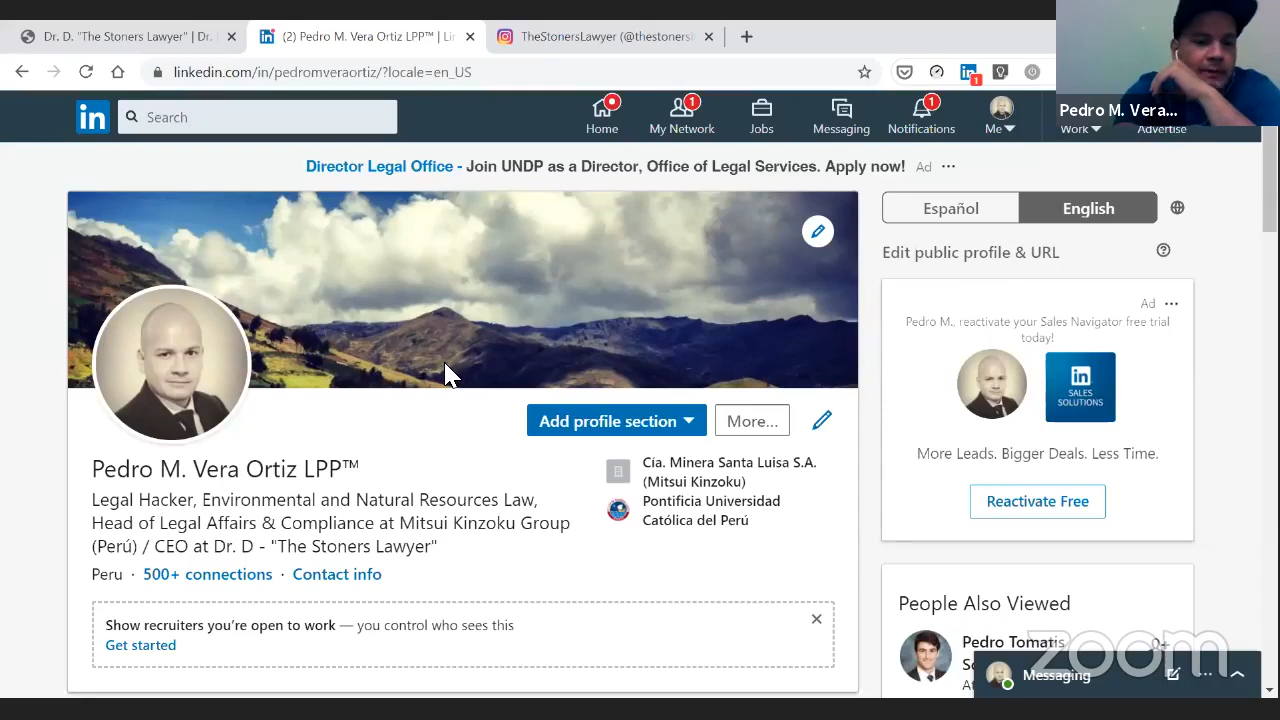 Dr. D. "The Stoners Lawyer" | Dr.
(2) Pedro M. Vera Ortiz LPP™ | Li
TheStonersLawyer (@thestonersl
linkedin.com/in/pedromveraortiz/?locale=en_US
1
Pedro M. Vera...
in
Search
Home
1
My Network
Jobs
Messaging
1
Notifications
Me
Work
Advertise
Director Legal Office - Join UNDP as a Director, Office of Legal Services. Apply now! Ad ...
Español
English
Edit public profile & URL
Ad ...
Pedro M., reactivate your Sales Navigator free trial
today!
in
SALES
SOLUTIONS
More Leads. Bigger Deals. Less Time.
Reactivate Free
Add profile section
More...
Pedro M. Vera Ortiz LPP™
Legal Hacker, Environmental and Natural Resources Law,
Head of Legal Affairs & Compliance at Mitsui Kinzoku Group
(Perú) / CEO at Dr. D - "The Stoners Lawyer"
Peru · 500+ connections · Contact info
Cía. Minera Santa Luisa S.A.
(Mitsui Kinzoku)
Pontificia Universidad
Católica del Perú
Show recruiters you're open to work — you control who sees this
Get started
People Also Viewed
Pedro Tomatis
zoom
Messaging